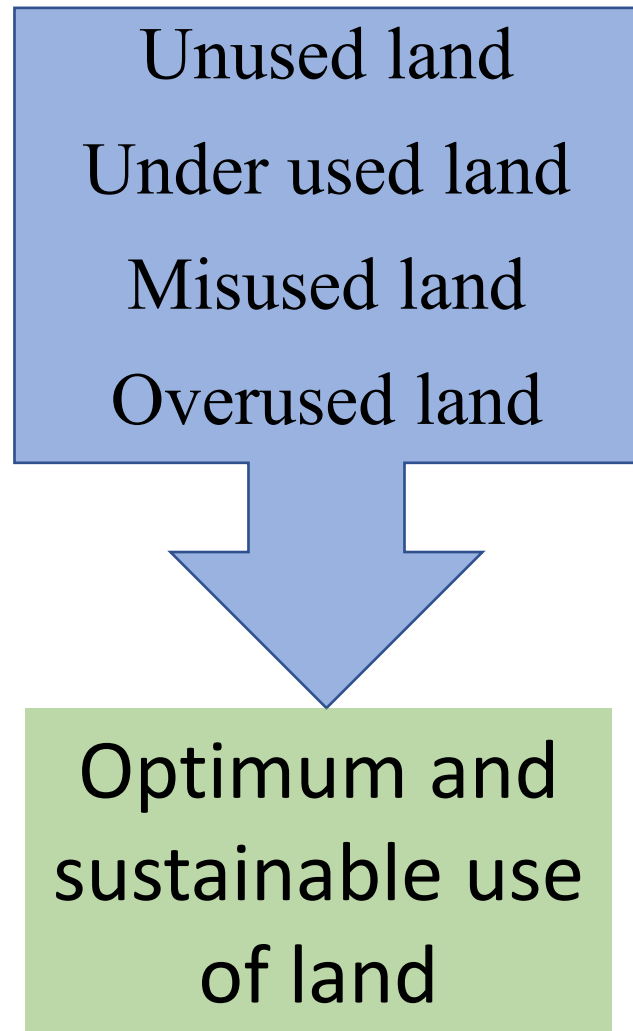 Unused land
Under used land
Misused land
Overused land
Optimum and
sustainable use
of land